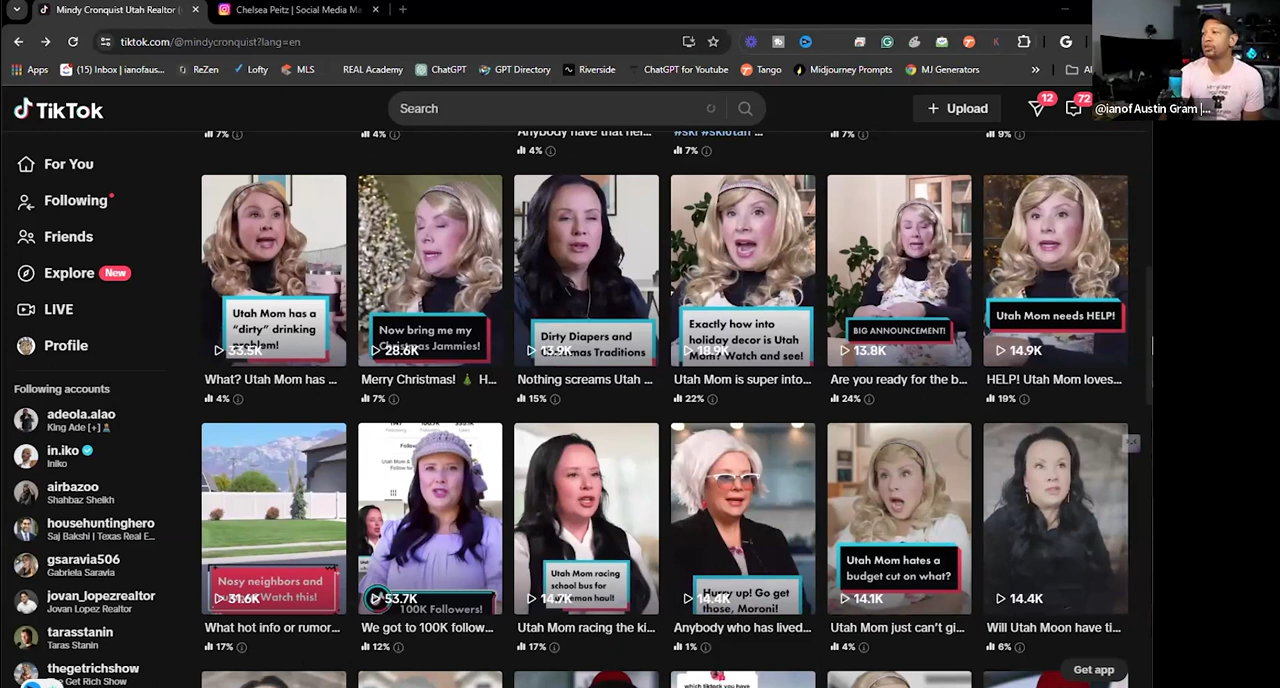 Mindy Cronquist Utah Realtor (
Chelsea Peitz | Social Media Ma
tiktok.com/@mindycronquist?lang=en
Apps
(15) Inbox | ianofaus...
ReZen
Lofty
MLS
REAL Academy
ChatGPT
GPT Directory
Riverside
ChatGPT for Youtube
Tango
Midjourney Prompts
MJ Generators
@ianof Austin Gram |...
TikTok
Search
Upload
12
72
7%
4%
Anybody have that hel...
4%
#ski #skiutah ...
7%
7%
9%
For You
Following
Friends
Explore New
LIVE
Profile
Following accounts
adeola.alao
King Ade [+]
in.iko
Iniko
airbazoo
Shahbaz Sheikh
househuntinghero
Saj Bakshi | Texas Real E...
gsaravia506
Gabriela Saravia
jovan_lopezrealtor
Jovan Lopez Realtor
tarasstanin
Taras Stanin
thegetrichshow
The Get Rich Show
Utah Mom has a
"dirty" drinking
problem!
33.5K
What? Utah Mom has ...
4%
Now bring me my
Christmas Jammies!
28.6K
Merry Christmas! 🎄 H...
7%
Dirty Diapers and
Christmas Traditions
13.9K
Nothing screams Utah ...
15%
Exactly how into
holiday decor is Utah
Mom? Watch and see!
18.9K
Utah Mom is super into...
22%
BIG ANNOUNCEMENT!
13.8K
Are you ready for the b...
24%
Utah Mom needs HELP!
14.9K
HELP! Utah Mom loves...
19%
Nosy neighbors and
Watch this!
31.6K
What hot info or rumor...
17%
100K Followers!
53.7K
We got to 100K follow...
12%
Utah Mom racing
school bus for
haul!
14.7K
Utah Mom racing the ki...
17%
Hurry up! Go get
those, Moroni!
14.4K
Anybody who has lived...
1%
Utah Mom hates a
budget cut on what?
14.1K
Utah Mom just can't gi...
4%
14.4K
Will Utah Moon have ti...
6%
which tiktok you have
Get app